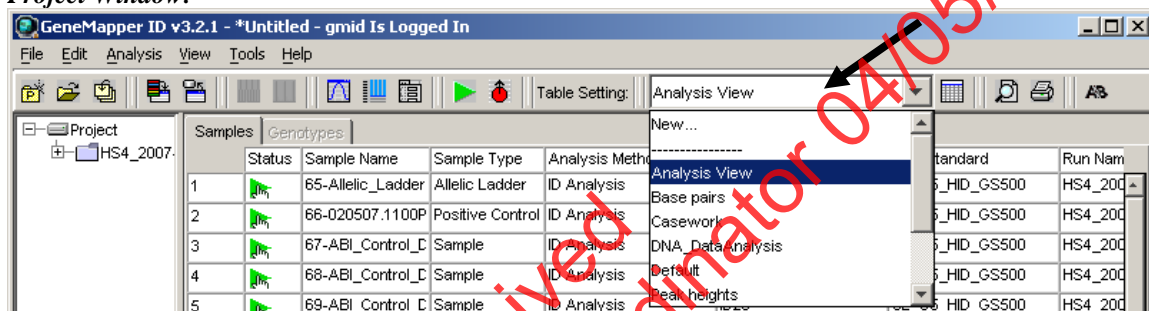 Project Window.
GeneMapper ID v3.2.1 - *Untitled - gmid Is Logged In
File Edit Analysis View Tools Help
Table Setting: Analysis View
New...
---------------
Analysis View
Base pairs
Casework
DNA_DataAnalysis
Default
Peak heights
Project
HS4_2007-
Samples Genotypes
Status Sample Name Sample Type Analysis Metho tandard Run Nam
1 65-Allelic_Ladder Allelic Ladder ID Analysis _HID_GS500 HS4_200
2 66-020507.1100P Positive Control ID Analysis _HID_GS500 HS4_200
3 67-ABI_Control_D Sample ID Analysis _HID_GS500 HS4_200
4 68-ABI_Control_D Sample ID Analysis _HID_GS500 HS4_200
5 69-ABI_Control_D Sample ID Analysis _HID_GS500 HS4_200
04/05/